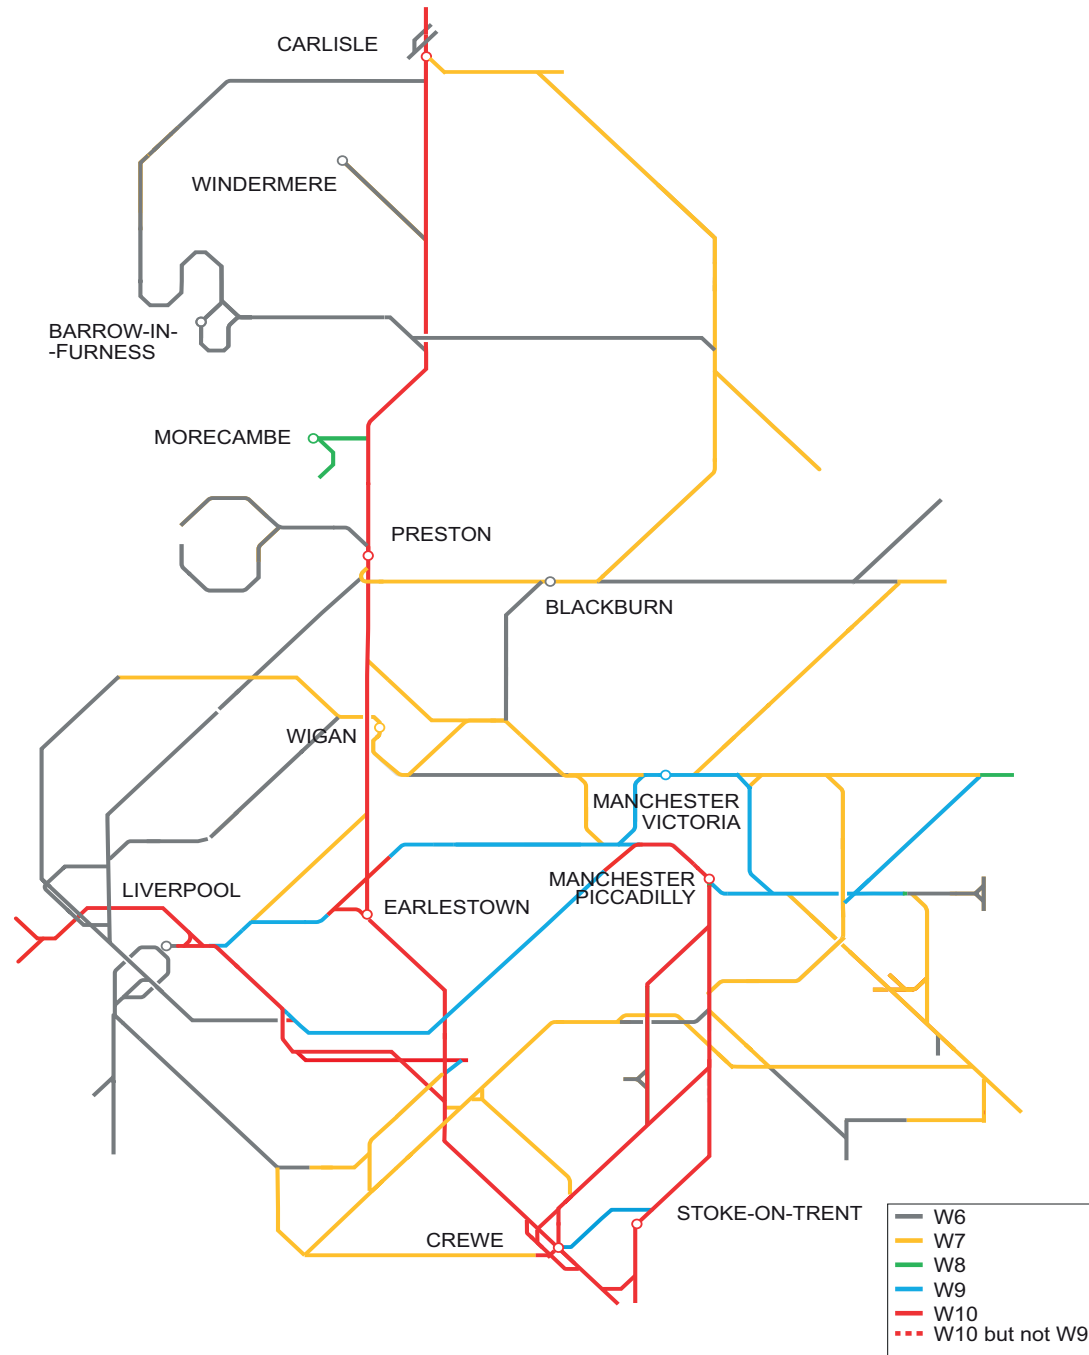 CARLISLE
WINDERMERE
BARROW-IN-
-FURNESS
MORECAMBE
PRESTON
BLACKBURN
WIGAN
MANCHESTER
VICTORIA
LIVERPOOL
MANCHESTER
PICCADILLY
EARLESTOWN
STOKE-ON-TRENT
CREWE
W6
W7
W8
W9
W10
W10 but not W9